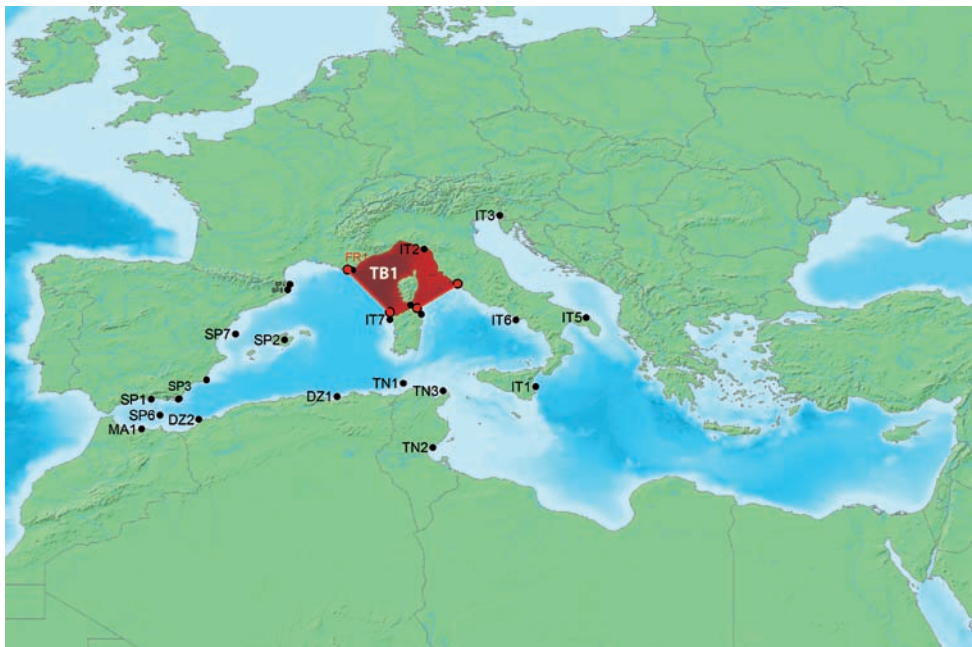 IT3
IT2
FR1
TB1
IT7
IT6
IT5
SP7
SP2
SP3
TN1
TN3
IT1
SP1
DZ1
SP6
DZ2
MA1
TN2